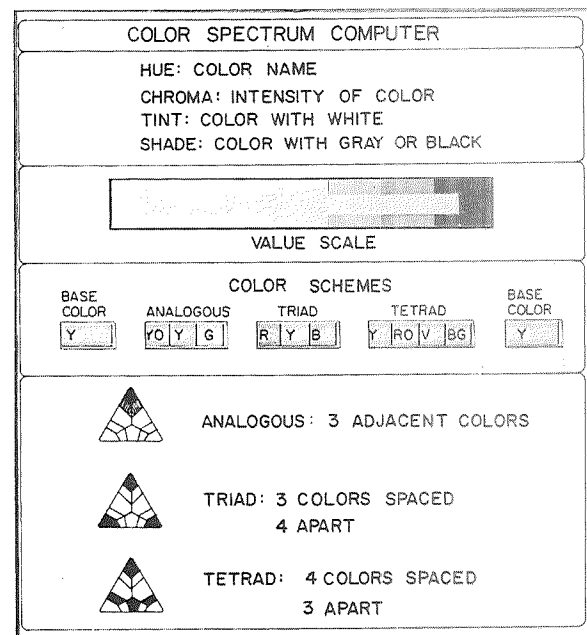 COLOR SPECTRUM COMPUTER
HUE: COLOR NAME
CHROMA: INTENSITY OF COLOR
TINT: COLOR WITH WHITE
SHADE: COLOR WITH GRAY OR BLACK
VALUE SCALE
COLOR SCHEMES
BASE COLOR
Y
ANALOGOUS
YO Y G
TRIAD
R Y B
TETRAD
Y RO V BG
BASE COLOR
Y
ANALOGOUS: 3 ADJACENT COLORS
TRIAD: 3 COLORS SPACED
4 APART
TETRAD: 4 COLORS SPACED
3 APART